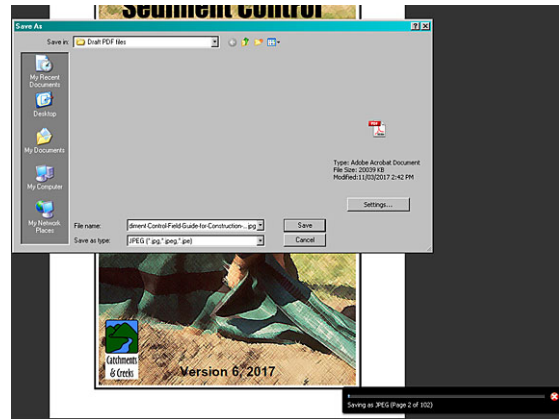 Sediment Control
Save As
Save in:
Draft PDF files
My Recent
Documents
Desktop
My Documents
My Computer
My Network
Places
Type: Adobe Acrobat Document
File Size: 20039 KB
Modified:11/03/2017 2:42 PM
Settings...
File name:
diment-Control-Field-Guide-for-Construction-...jpg
Save
Save as type:
JPEG (*.jpg,*.jpeg,*.jpe)
Cancel
Catchments
& Creeks
Version 6, 2017
Saving as JPEG (Page 2 of 102)